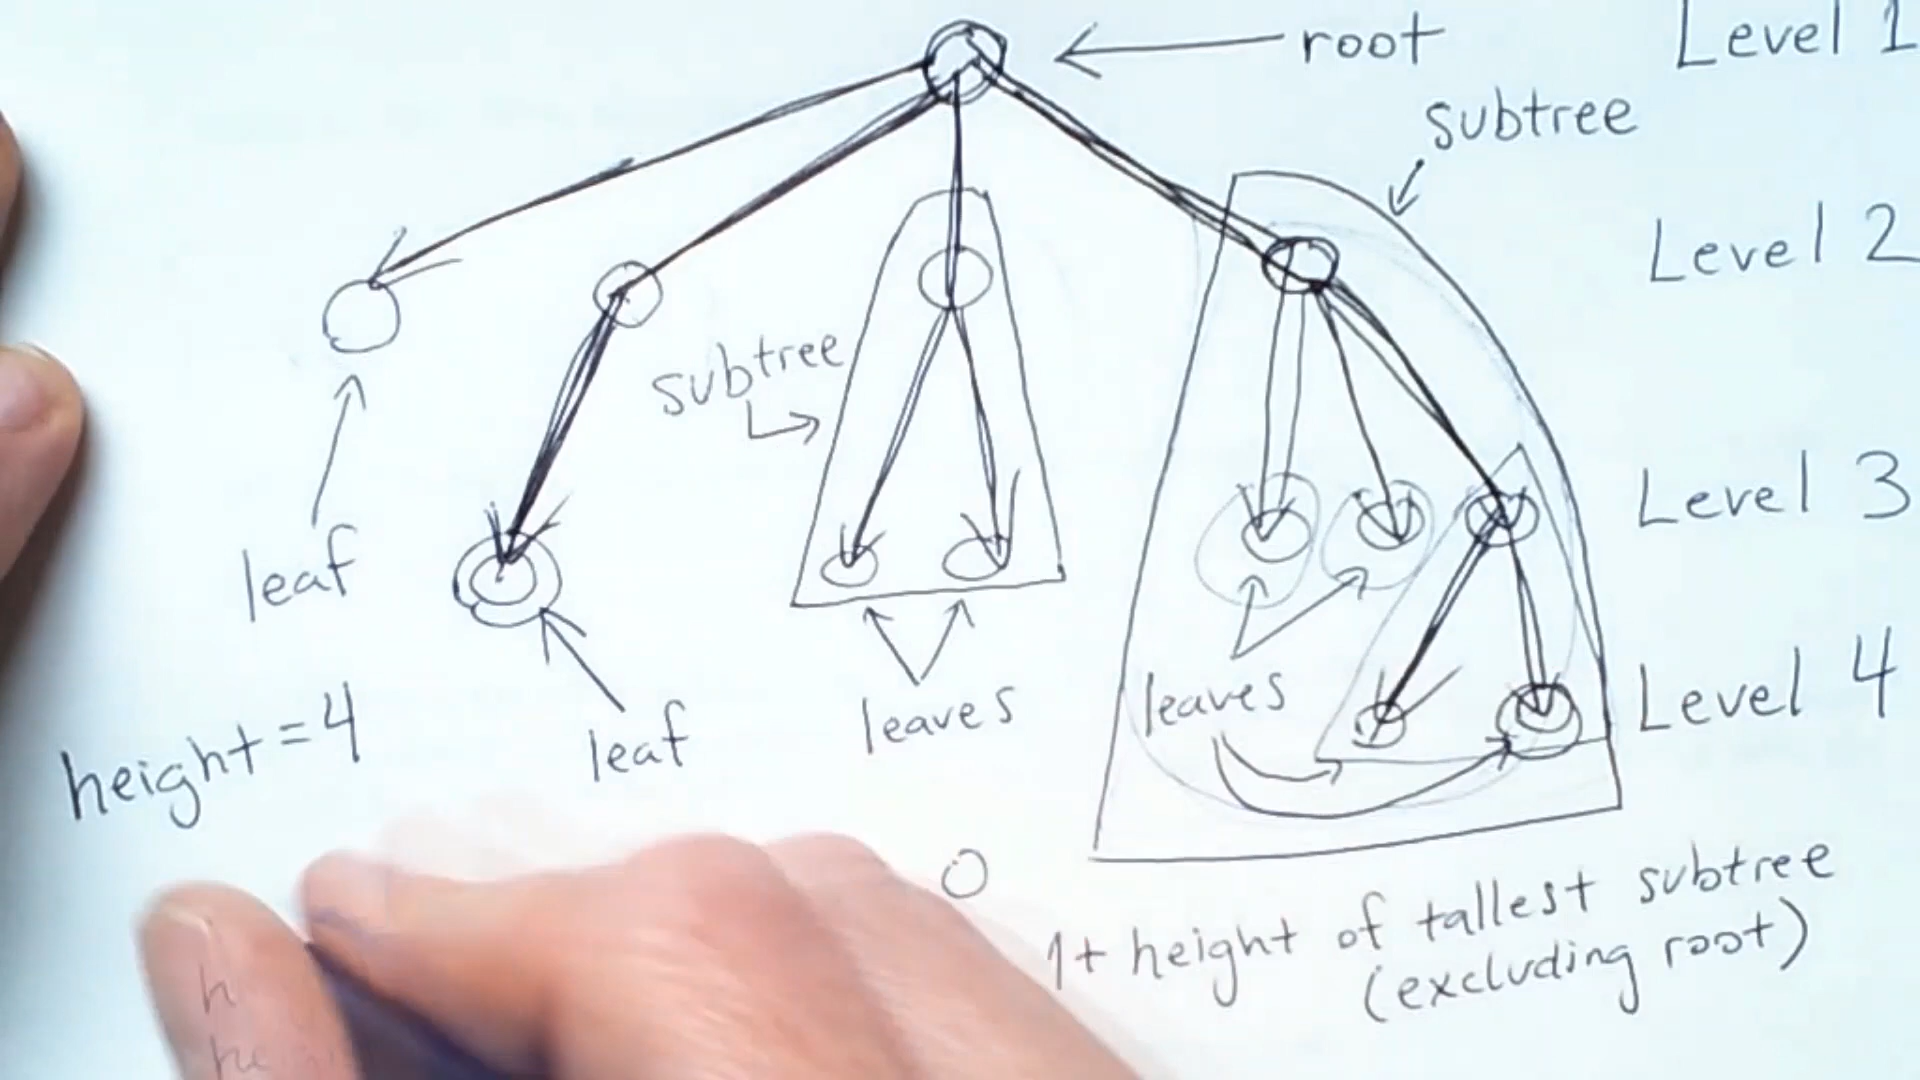 root
Level 1
subtree
Level 2
subtree
Level 3
leaf
leaves
Level 4
height = 4
leaf
leaves
0
1+ height of tallest subtree
(excluding root)